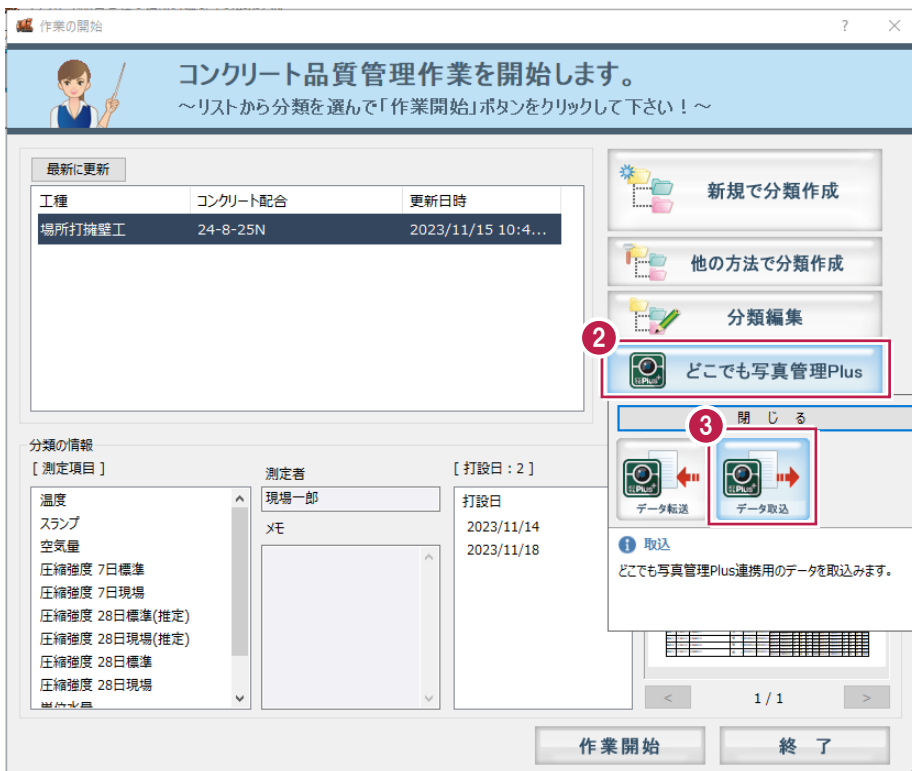 作業の開始
?
コンクリート品質管理作業を開始します。
～リストから分類を選んで「作業開始」ボタンをクリックして下さい！～
最新に更新
工種 コンクリート配合 更新日時
場所打擁壁工 24-8-25N 2023/11/15 10:4...
新規で分類作成
他の方法で分類作成
分類編集
2
どこでも写真管理Plus
閉じる
3
データ転送
データ取込
取込
どこでも写真管理Plus連携用のデータを取込みます。
分類の情報
[ 測定項目 ]
温度
スランプ
空気量
圧縮強度 7日標準
圧縮強度 7日現場
圧縮強度 28日標準(推定)
圧縮強度 28日現場(推定)
圧縮強度 28日標準
圧縮強度 28日現場
単位水量
測定者
現場一郎
メモ
[ 打設日 : 2 ]
打設日
2023/11/14
2023/11/18
< 1 / 1 >
作業開始
終 了